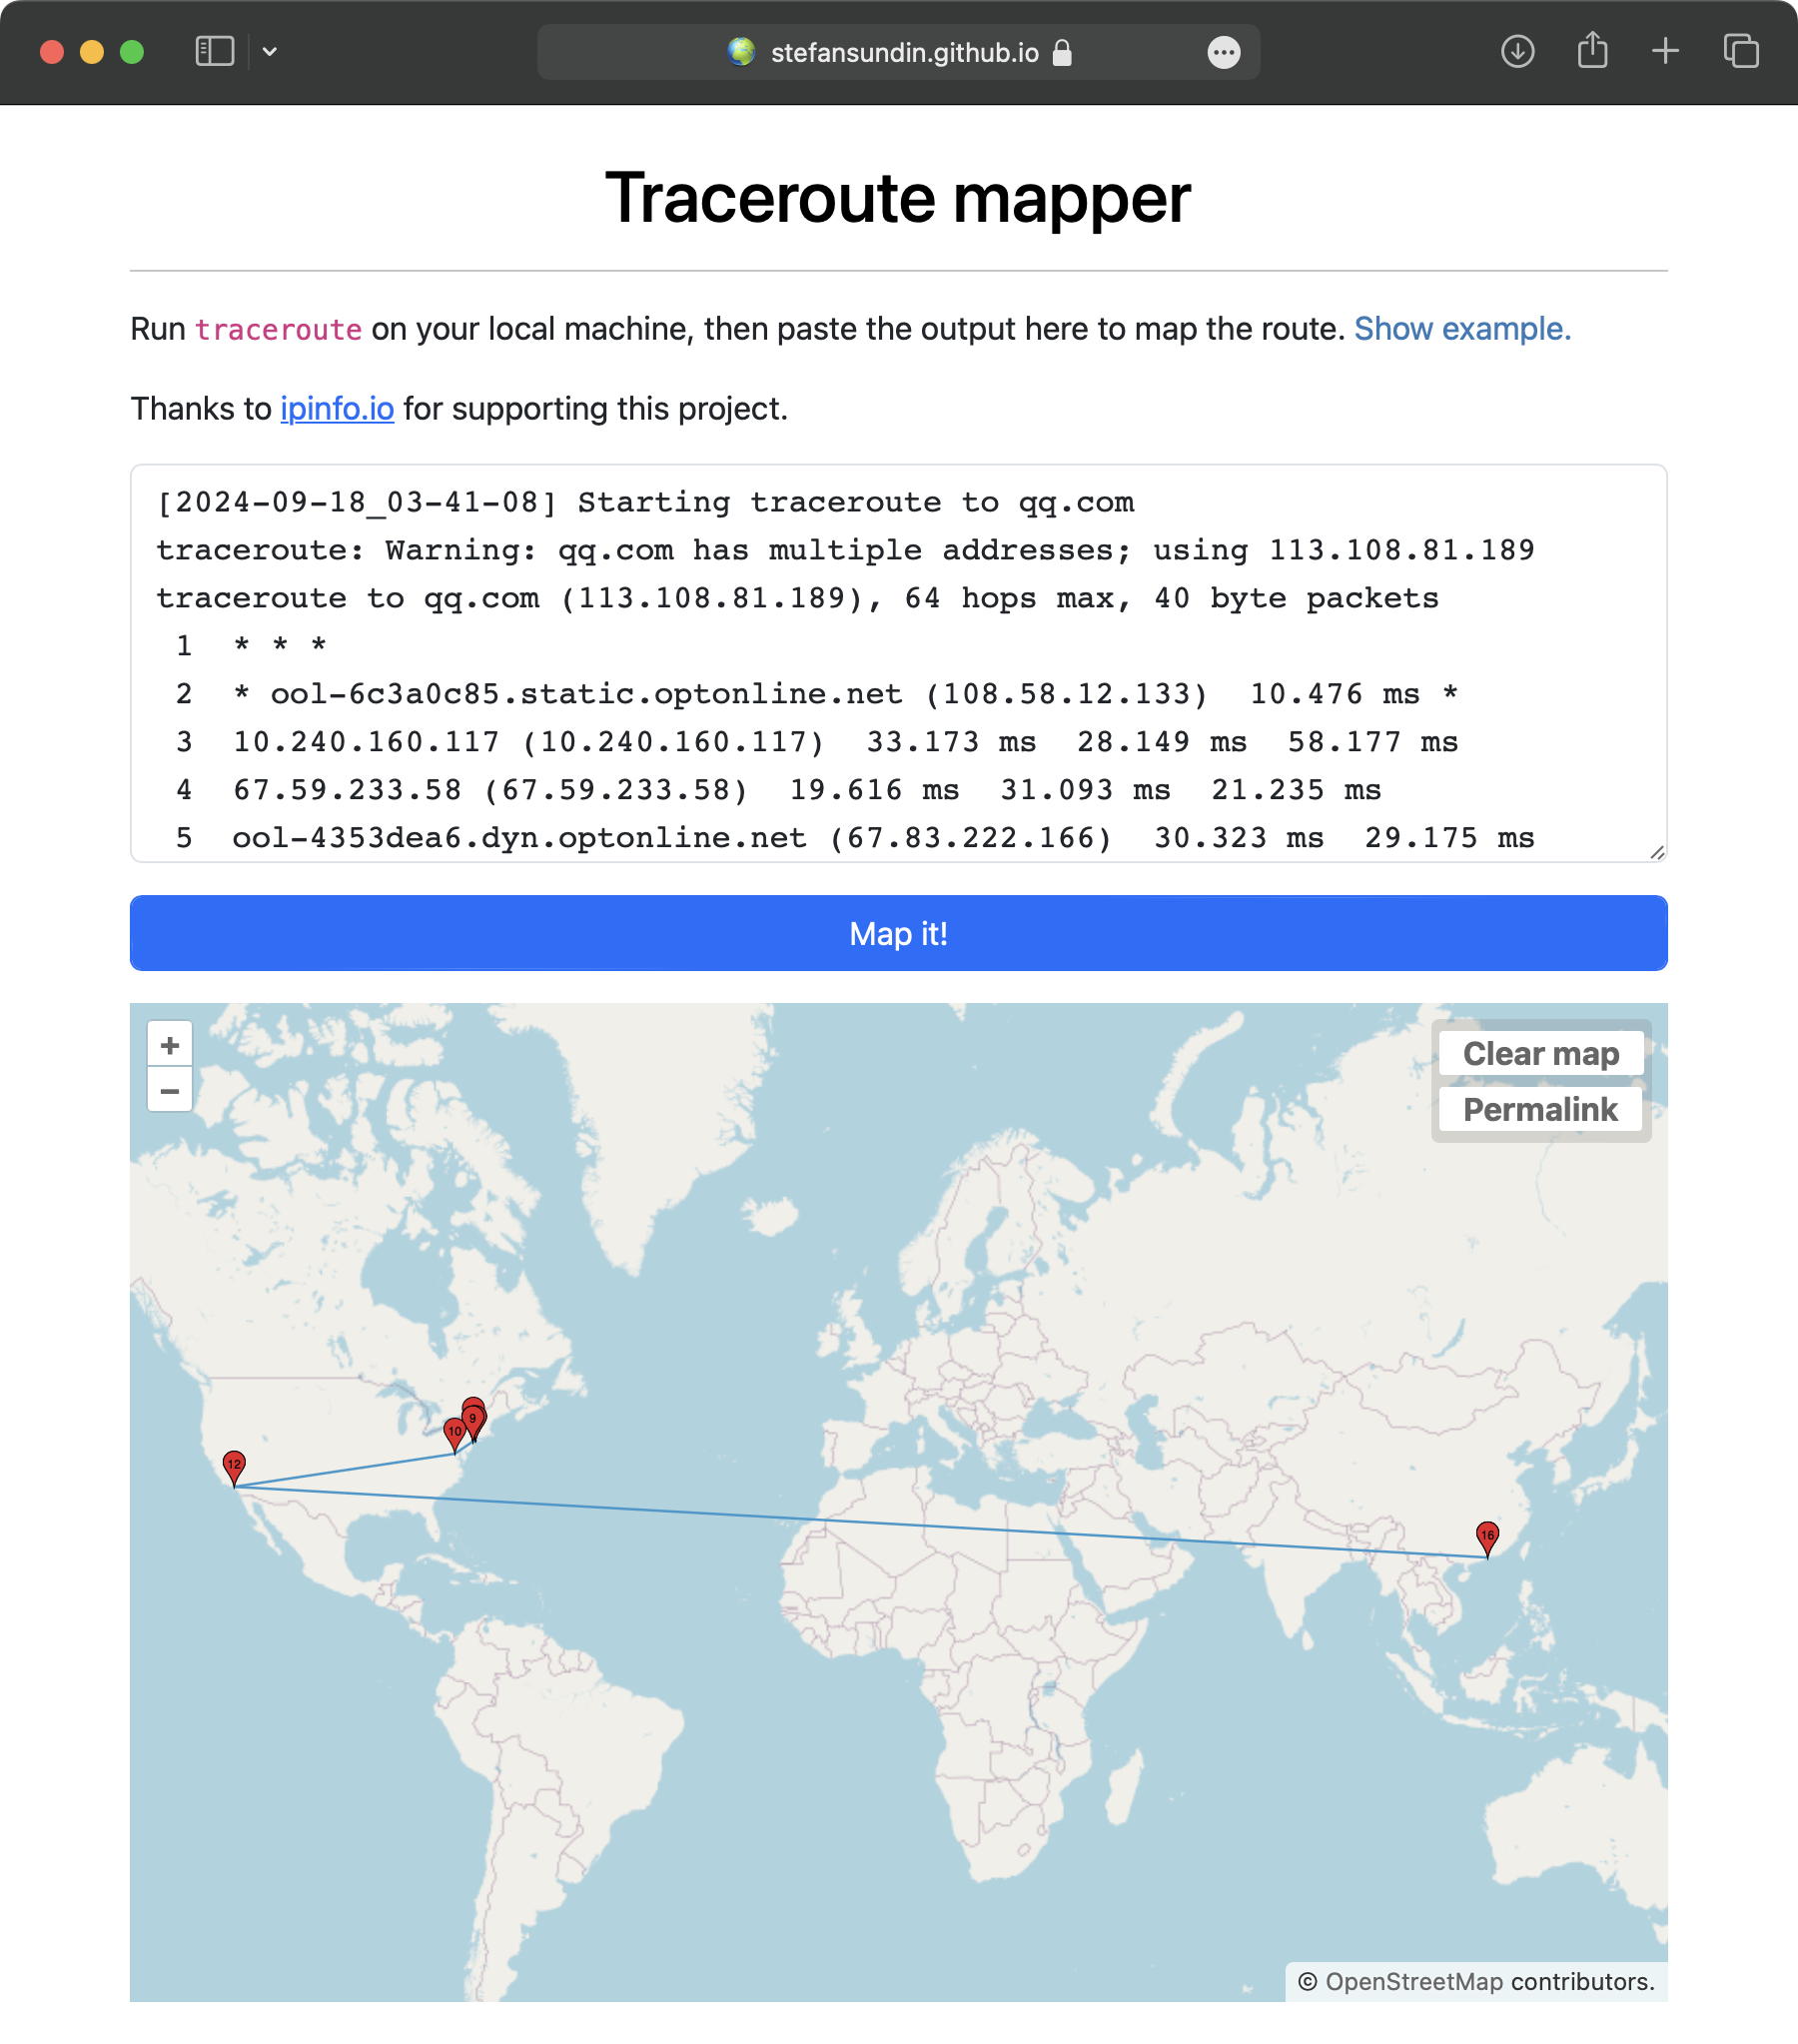 stefansundin.github.io
Traceroute mapper
Run traceroute on your local machine, then paste the output here to map the route. Show example.
Thanks to ipinfo.io for supporting this project.
[2024-09-18_03-41-08] Starting traceroute to qq.com
traceroute: Warning: qq.com has multiple addresses; using 113.108.81.189
traceroute to qq.com (113.108.81.189), 64 hops max, 40 byte packets
1 * * *
2 * ool-6c3a0c85.static.optonline.net (108.58.12.133) 10.476 ms *
3 10.240.160.117 (10.240.160.117) 33.173 ms 28.149 ms 58.177 ms
4 67.59.233.58 (67.59.233.58) 19.616 ms 31.093 ms 21.235 ms
5 ool-4353dea6.dyn.optonline.net (67.83.222.166) 30.323 ms 29.175 ms
Map it!
+
−
Clear map
Permalink
9
10
12
16
© OpenStreetMap contributors.